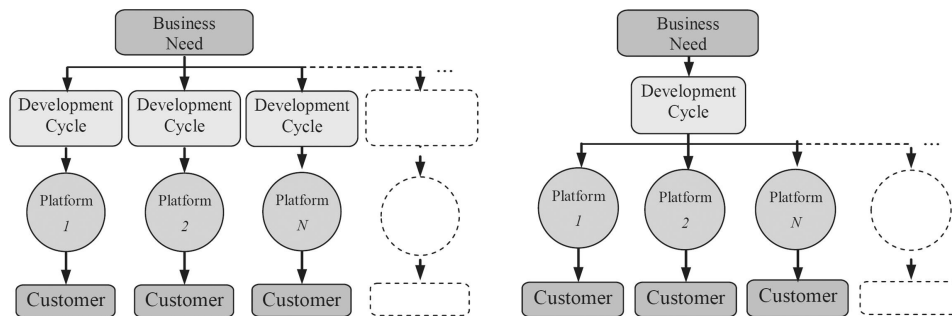 Business
Need
...
Development
Cycle
Development
Cycle
Development
Cycle
Platform
1
Platform
2
Platform
N
Customer
Customer
Customer
Business
Need
Development
Cycle
...
Platform
1
Platform
2
Platform
N
Customer
Customer
Customer